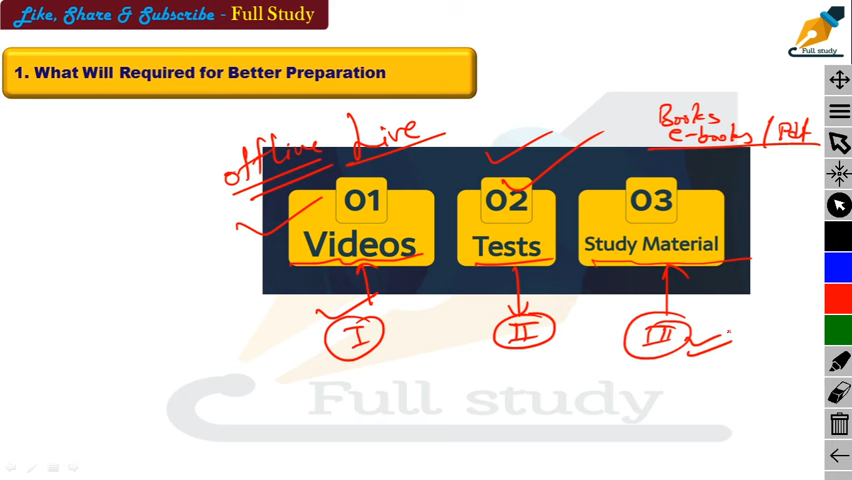 Like, Share & Subscribe - Full Study
Full study
1. What Will Required for Better Preparation
Books
e-books / Pdf
offline Live
01 02 03
Videos Tests Study Material
I II III
Full study